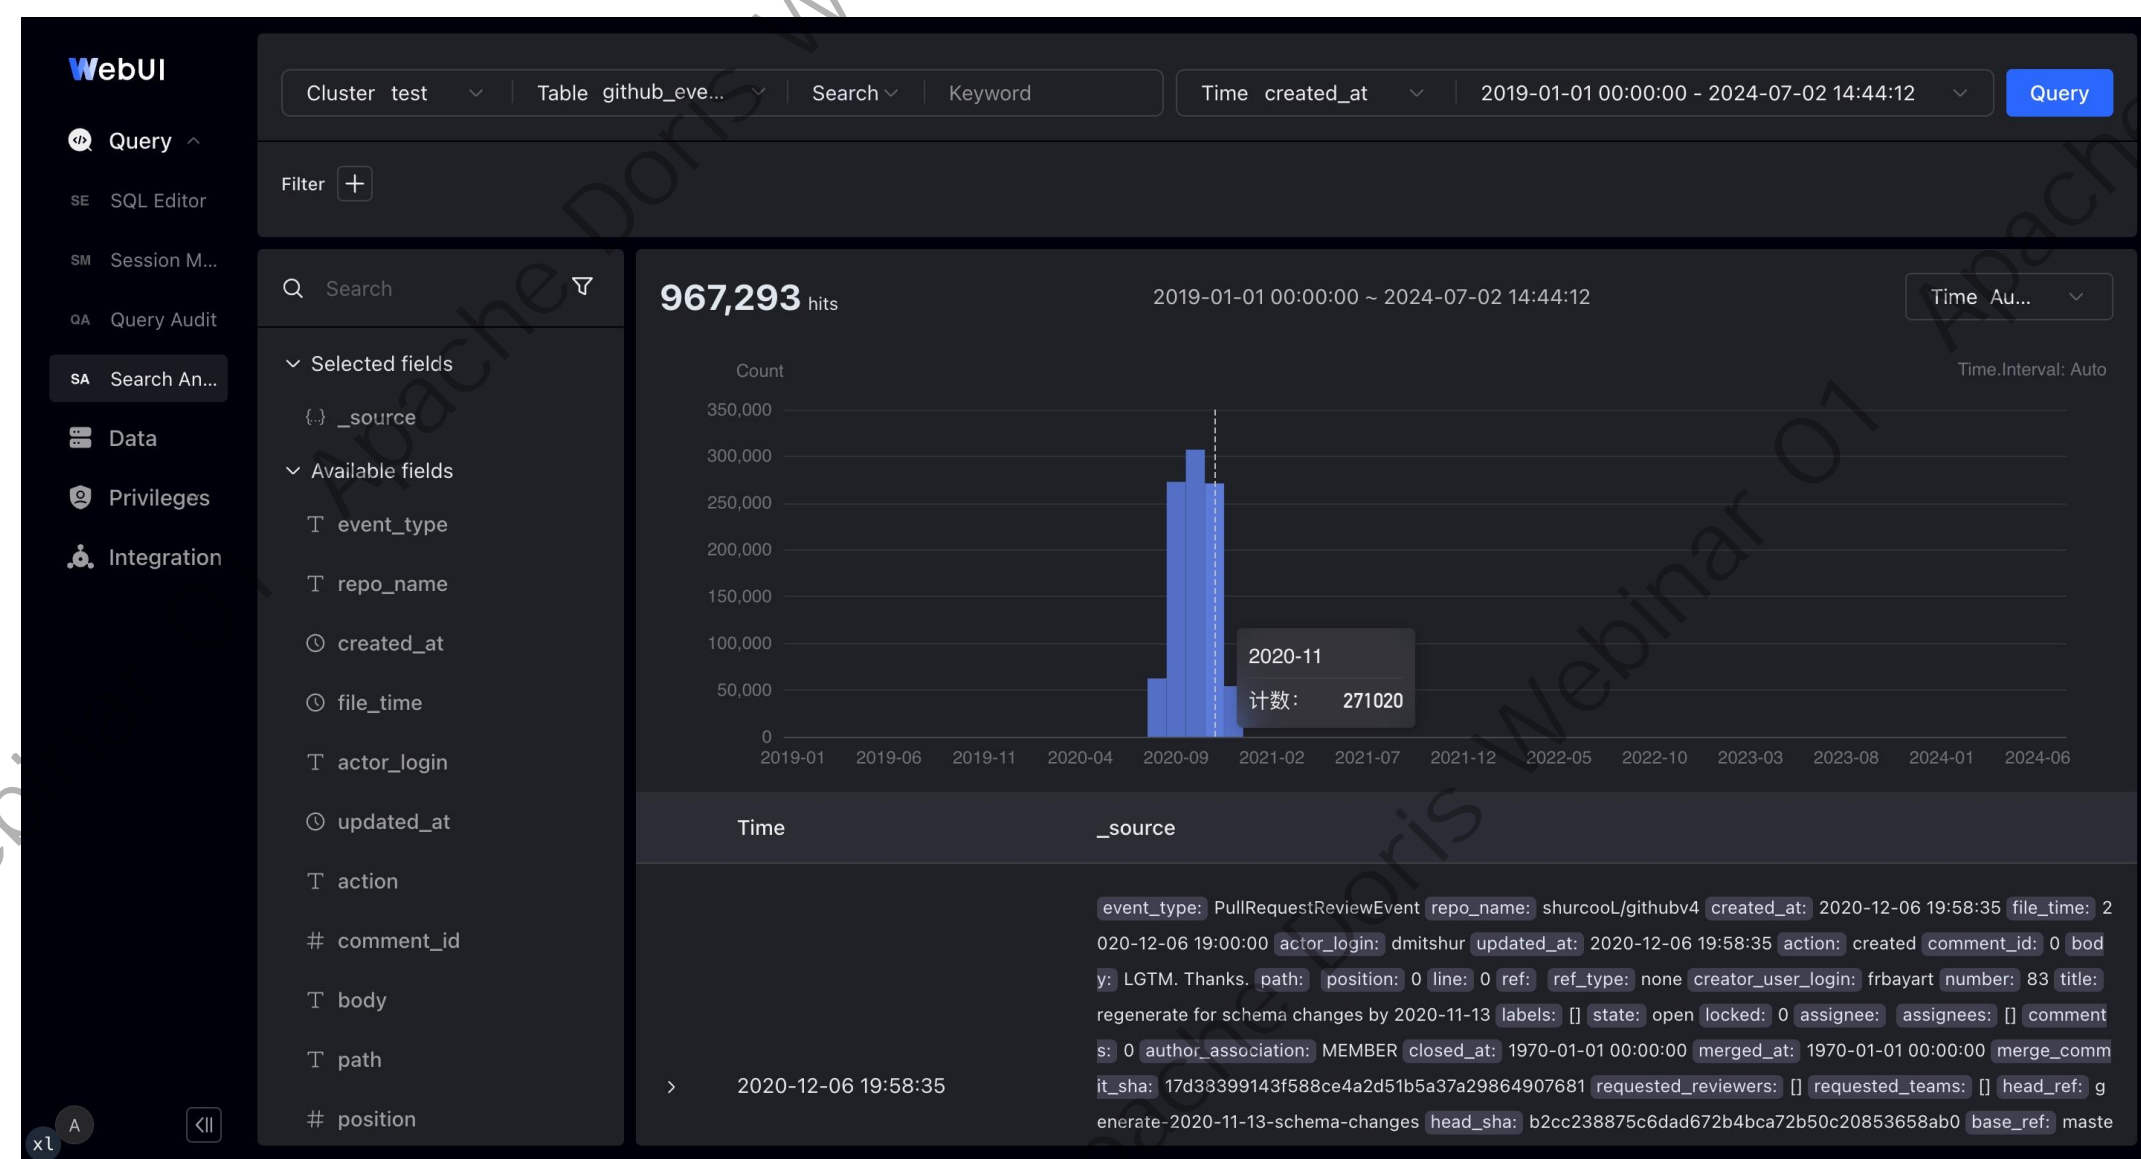 WebUI
Query
SE SQL Editor
SM Session M...
QA Query Audit
SA Search An...
Data
Privileges
Integration
A
xl
Cluster test Table github_eve... Search Keyword Time created_at 2019-01-01 00:00:00 - 2024-07-02 14:44:12 Query
Filter
Search
Selected fields
{..} _source
Available fields
T event_type
T repo_name
created_at
file_time
T actor_login
updated_at
T action
# comment_id
T body
T path
# position
967,293 hits 2019-01-01 00:00:00 ~ 2024-07-02 14:44:12 Time Au...
Count Time.Interval: Auto
350,000
300,000
250,000
200,000
150,000
100,000
50,000
0
2020-11
计数: 271020
2019-01 2019-06 2019-11 2020-04 2020-09 2021-02 2021-07 2021-12 2022-05 2022-10 2023-03 2023-08 2024-01 2024-06
Time _source
2020-12-06 19:58:35
event_type: PullRequestReviewEvent repo_name: shurcooL/githubv4 created_at: 2020-12-06 19:58:35 file_time: 2
020-12-06 19:00:00 actor_login: dmitshur updated_at: 2020-12-06 19:58:35 action: created comment_id: 0 bod
y: LGTM. Thanks. path: position: 0 line: 0 ref: ref_type: none creator_user_login: frbayart number: 83 title:
regenerate for schema changes by 2020-11-13 labels: [] state: open locked: 0 assignee: assignees: [] comment
s: 0 author_association: MEMBER closed_at: 1970-01-01 00:00:00 merged_at: 1970-01-01 00:00:00 merge_comm
it_sha: 17d38399143f588ce4a2d51b5a37a29864907681 requested_reviewers: [] requested_teams: [] head_ref: g
enerate-2020-11-13-schema-changes head_sha: b2cc238875c6dad672b4bca72b50c20853658ab0 base_ref: maste
Apache Doris Webinar 01